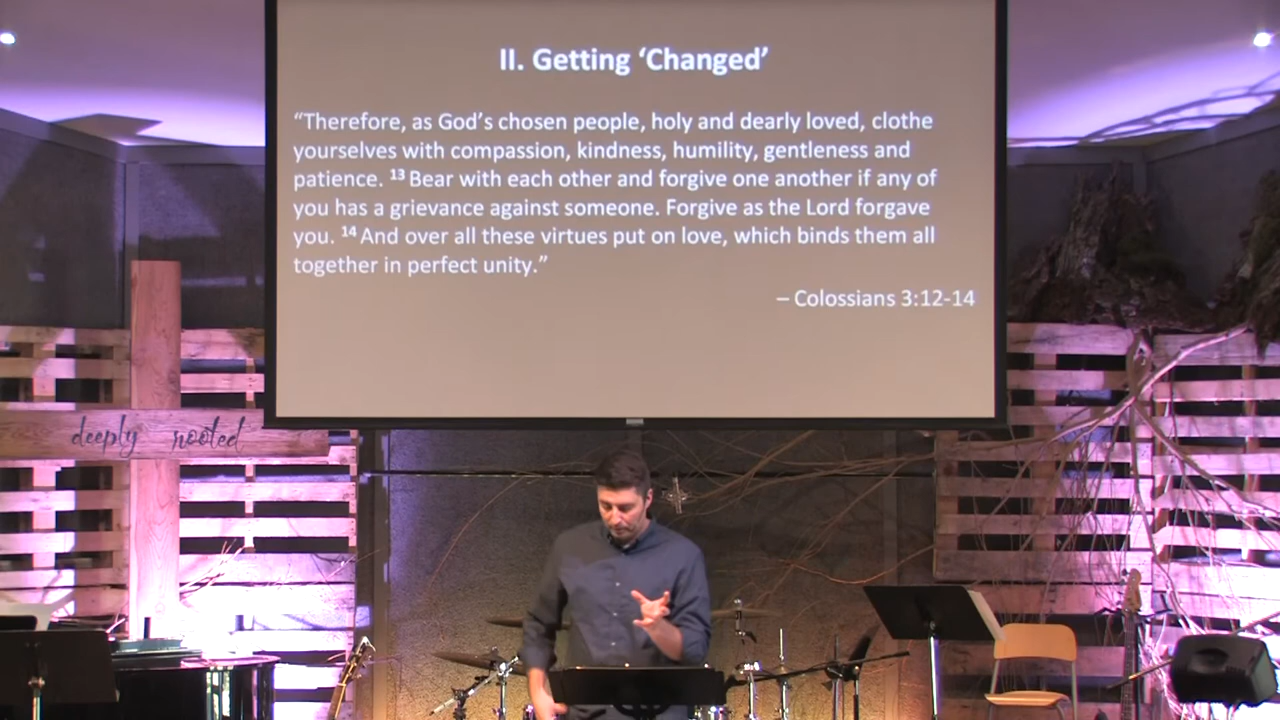 II. Getting ‘Changed’
“Therefore, as God’s chosen people, holy and dearly loved, clothe
yourselves with compassion, kindness, humility, gentleness and
patience. 13 Bear with each other and forgive one another if any of
you has a grievance against someone. Forgive as the Lord forgave
you. 14 And over all these virtues put on love, which binds them all
together in perfect unity.”
– Colossians 3:12-14
deeply rooted